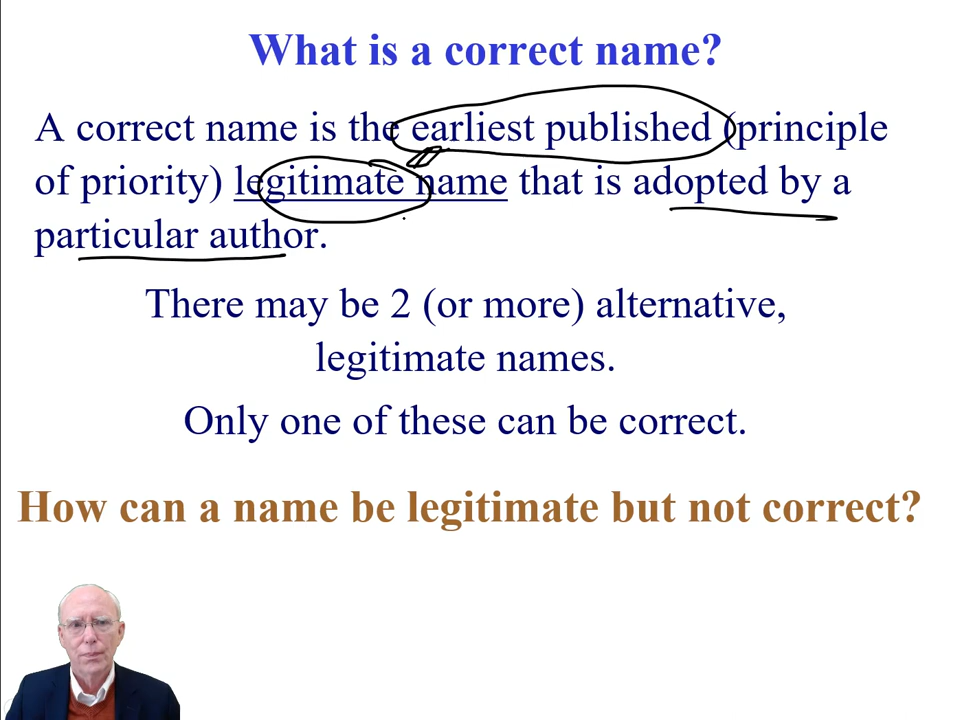 What is a correct name?
A correct name is the earliest published (principle
of priority) legitimate name that is adopted by a
particular author.
There may be 2 (or more) alternative,
legitimate names.
Only one of these can be correct.
How can a name be legitimate but not correct?